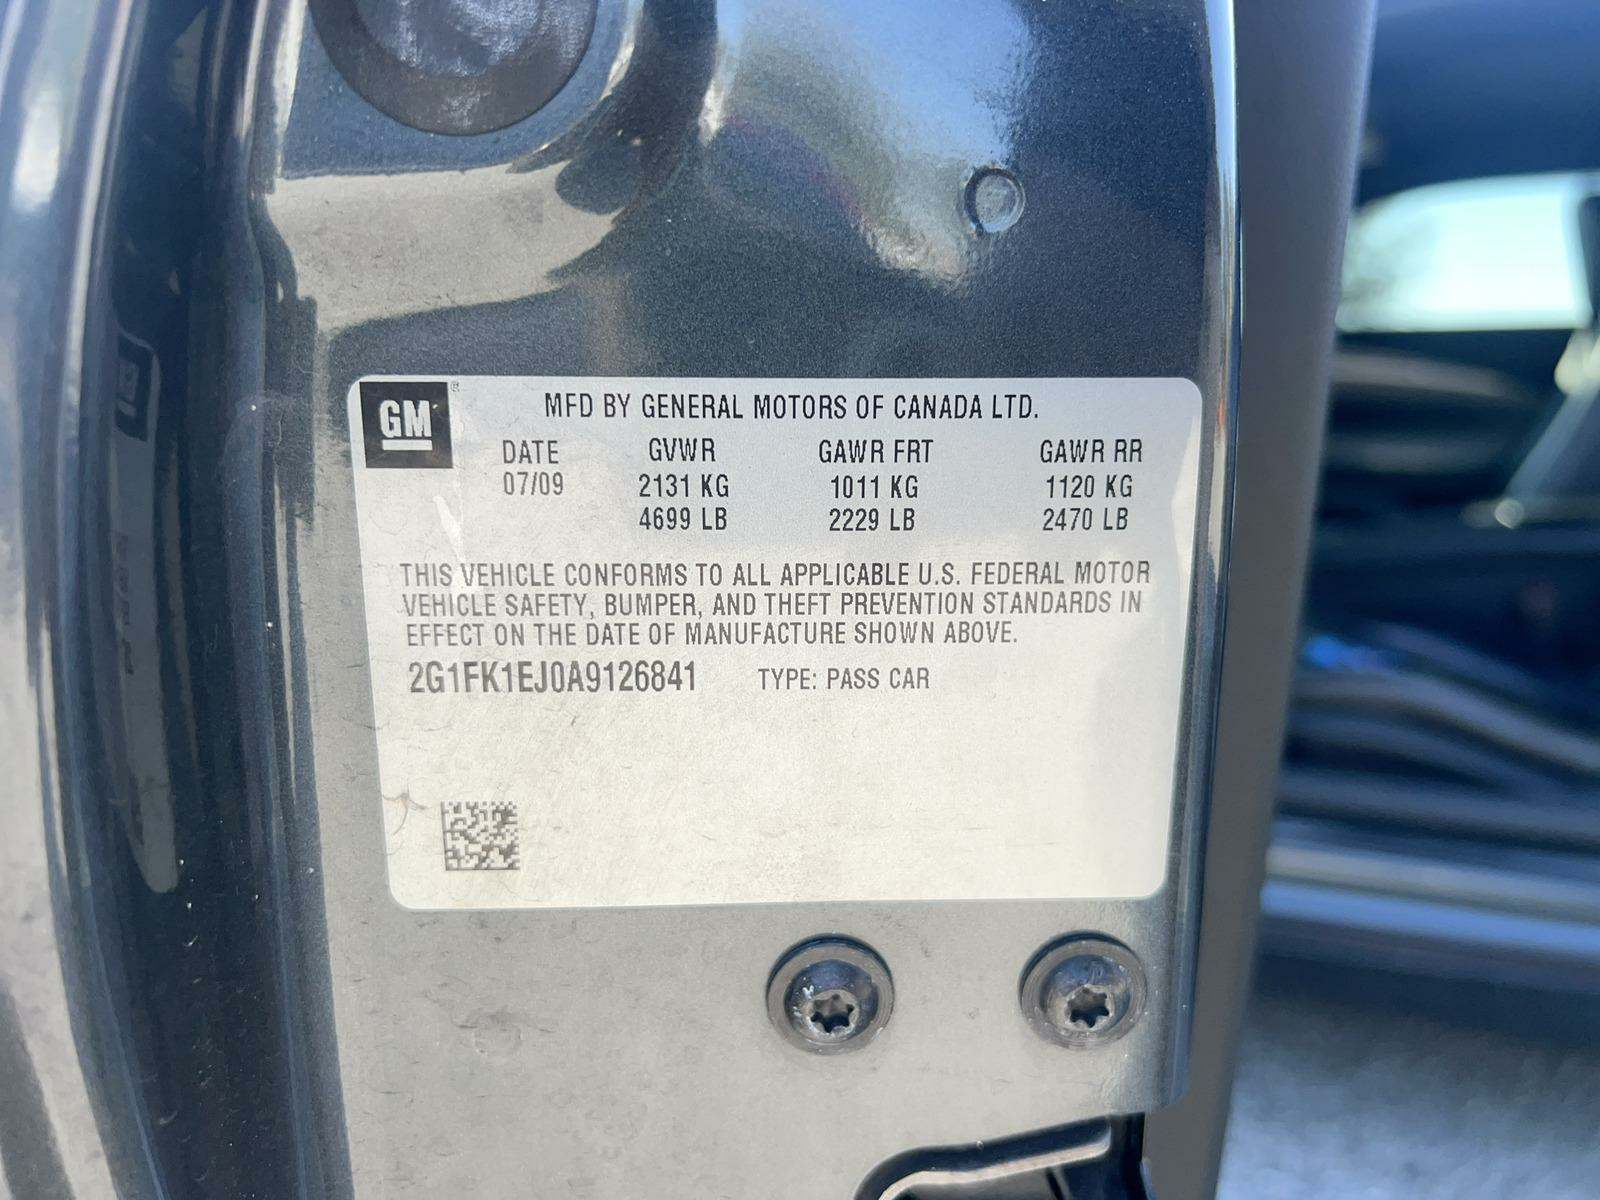 GM®
MFD BY GENERAL MOTORS OF CANADA LTD.
DATE GVWR GAWR FRT GAWR RR
07/09 2131 KG 1011 KG 1120 KG
4699 LB 2229 LB 2470 LB
THIS VEHICLE CONFORMS TO ALL APPLICABLE U.S. FEDERAL MOTOR
VEHICLE SAFETY, BUMPER, AND THEFT PREVENTION STANDARDS IN
EFFECT ON THE DATE OF MANUFACTURE SHOWN ABOVE.
2G1FK1EJ0A9126841 TYPE: PASS CAR